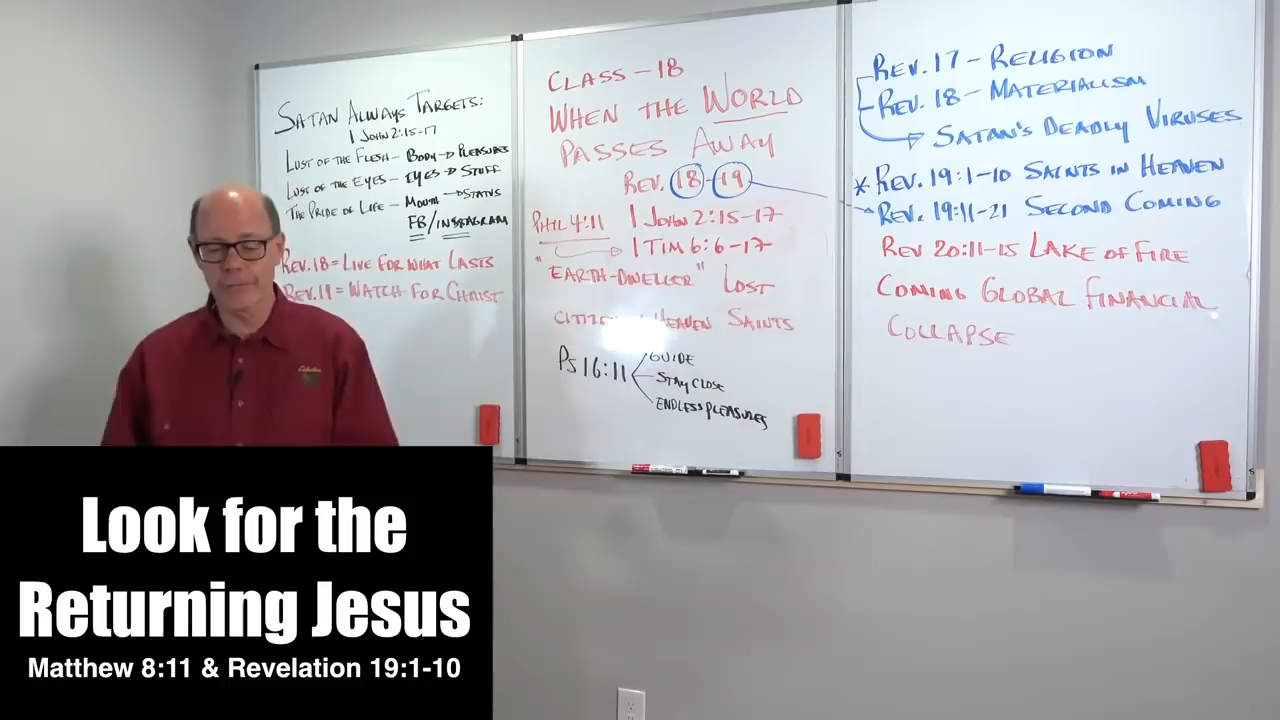 SATAN ALWAYS TARGETS:
1 JOHN 2:15-17
LUST OF THE FLESH - BODY → PLEASURES
LUST OF THE EYES - EYES → STUFF
THE PRIDE OF LIFE - MOUTH → STATUS
FB/INSTAGRAM
REV. 18 = LIVE FOR WHAT LASTS
REV. 19 = WATCH FOR CHRIST
CLASS - 18
WHEN THE WORLD
PASSES AWAY
REV. 18-19
PHIL 4:11 1 JOHN 2:15-17
1 TIM 6:6-17
"EARTH-DWELLER" LOST
CITIZEN HEAVEN SAINTS
PS 16:11
GUIDE
STAY CLOSE
ENDLESS PLEASURES
REV. 17 - RELIGION
REV. 18 - MATERIALISM
→ SATAN'S DEADLY VIRUSES
* REV. 19:1-10 SAINTS IN HEAVEN
REV. 19:11-21 SECOND COMING
REV 20:11-15 LAKE OF FIRE
COMING GLOBAL FINANCIAL
COLLAPSE
Look for the
Returning Jesus
Matthew 8:11 & Revelation 19:1-10